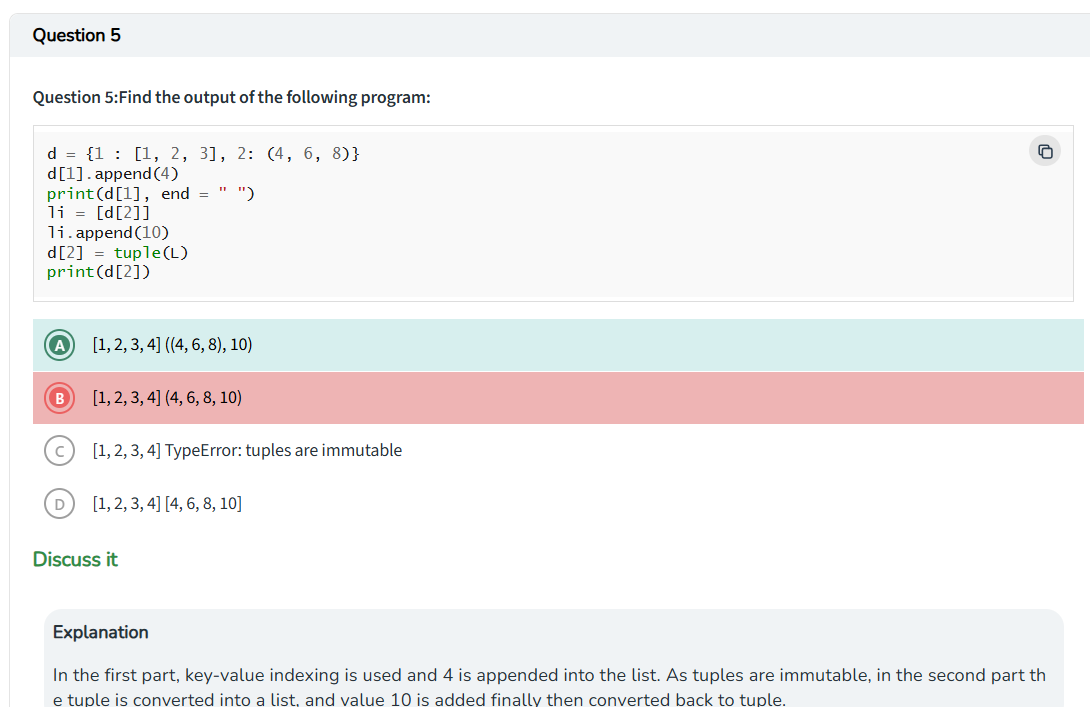 Question 5
Question 5:Find the output of the following program:
d = {1 : [1, 2, 3], 2: (4, 6, 8)}
d[1].append(4)
print(d[1], end = " ")
li = [d[2]]
li.append(10)
d[2] = tuple(L)
print(d[2])
A [1, 2, 3, 4] ((4, 6, 8), 10)
B [1, 2, 3, 4] (4, 6, 8, 10)
C [1, 2, 3, 4] TypeError: tuples are immutable
D [1, 2, 3, 4] [4, 6, 8, 10]
Discuss it
Explanation
In the first part, key-value indexing is used and 4 is appended into the list. As tuples are immutable, in the second part th
e tuple is converted into a list, and value 10 is added finally then converted back to tuple.